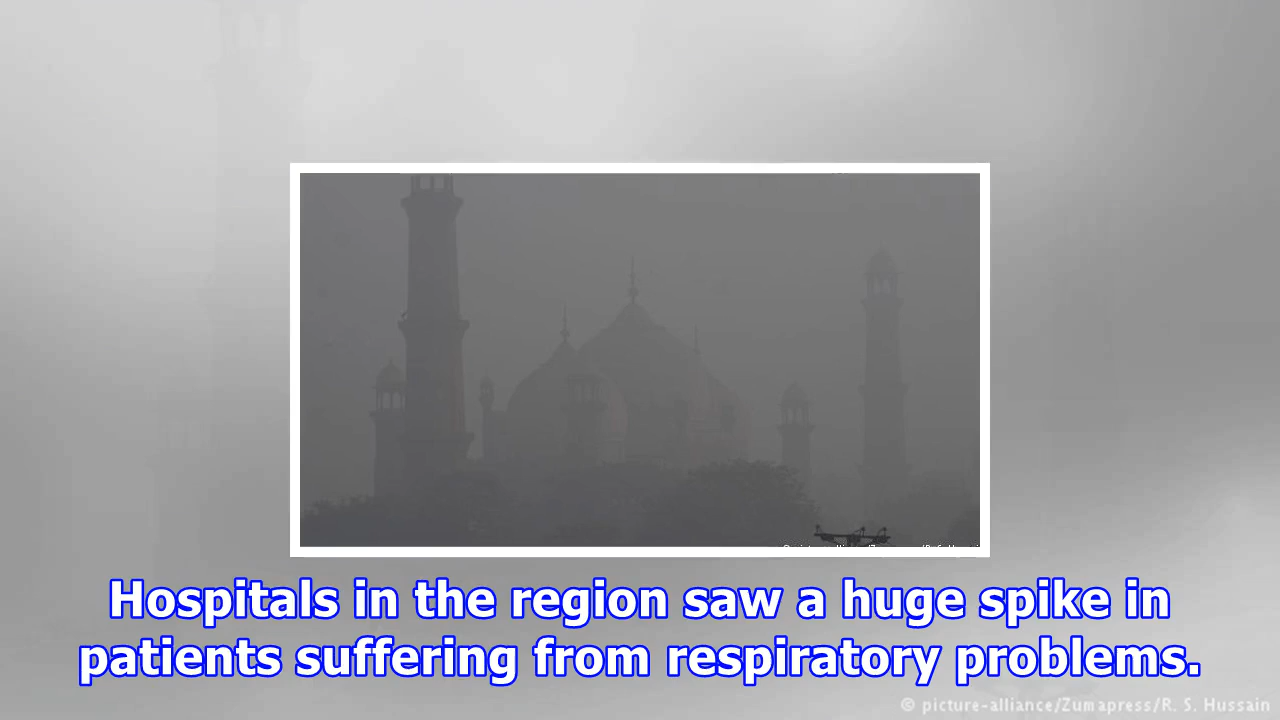 Hospitals in the region saw a huge spike in
patients suffering from respiratory problems.
© picture-alliance/Zumapress/R. S. Hussain